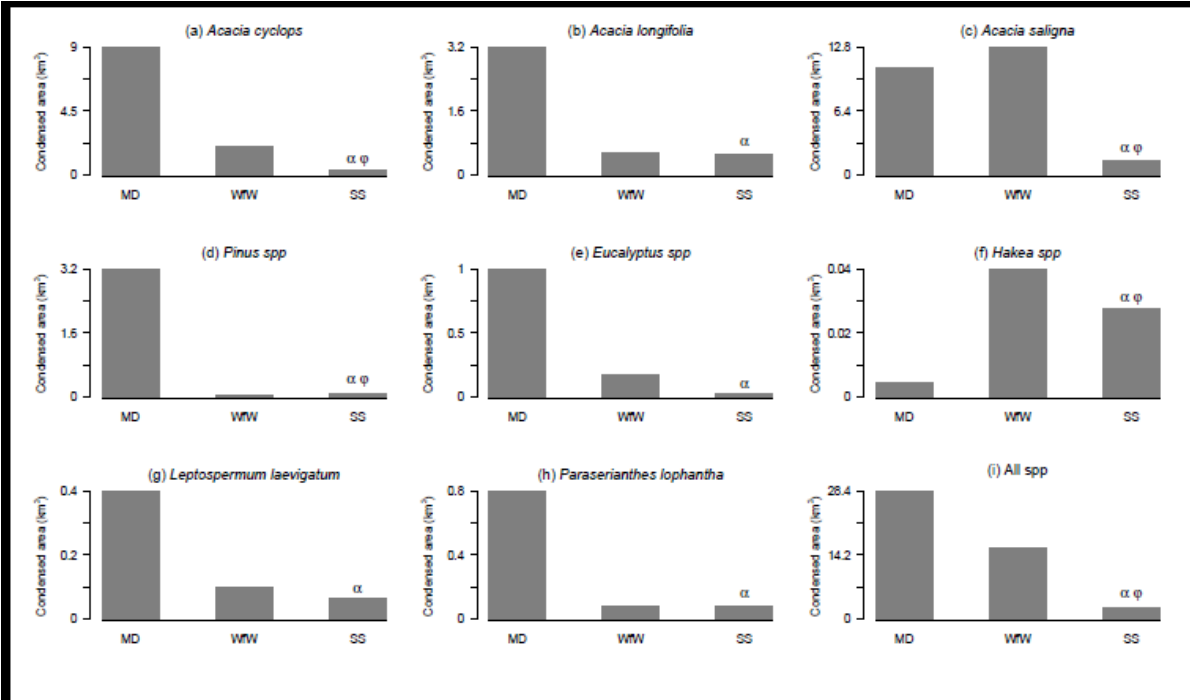 (a) Acacia cyclops
Condensed area (km²)
9
4.5
0
α φ
MD WfW SS
(b) Acacia longifolia
Condensed area (km²)
3.2
1.6
0
α
MD WfW SS
(c) Acacia saligna
Condensed area (km²)
12.8
6.4
0
α φ
MD WfW SS
(d) Pinus spp
Condensed area (km²)
3.2
1.6
0
α φ
MD WfW SS
(e) Eucalyptus spp
Condensed area (km²)
1
0.5
0
α
MD WfW SS
(f) Hakea spp
Condensed area (km²)
0.04
0.02
0
α φ
MD WfW SS
(g) Leptospermum laevigatum
Condensed area (km²)
0.4
0.2
0
α
MD WfW SS
(h) Paraserianthes lophantha
Condensed area (km²)
0.8
0.4
0
α
MD WfW SS
(i) All spp
Condensed area (km²)
28.4
14.2
0
α φ
MD WfW SS